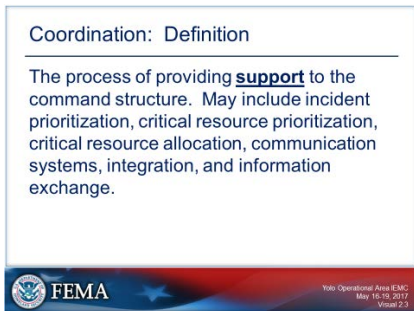 Coordination:  Definition
The process of providing support to the
command structure.  May include incident
prioritization, critical resource prioritization,
critical resource allocation, communication
systems, integration, and information
exchange.
FEMA
Yolo Operational Area IEMC
May 16-19, 2017
Visual 2.3